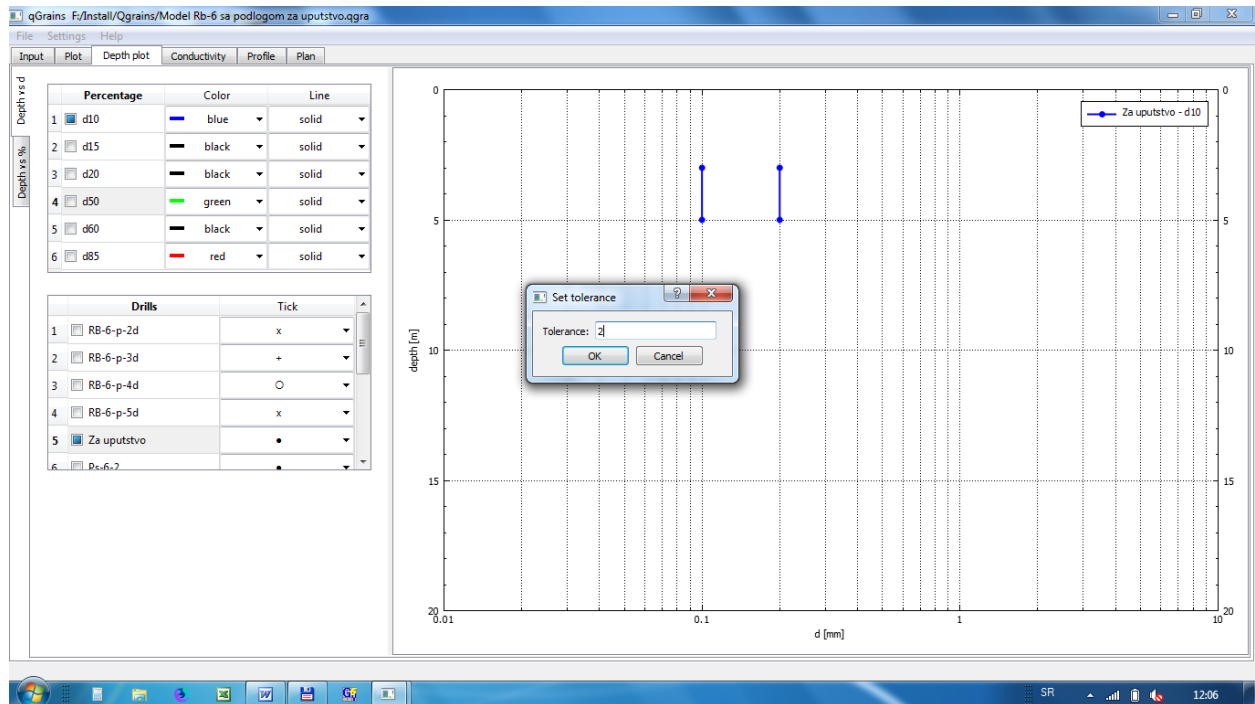 qGrains F:/Install/Qgrains/Model Rb-6 sa podlogom za uputstvo.qgra
File Settings Help
Input Plot Depth plot Conductivity Profile Plan
Depth vs d
Depth vs %
Percentage Color Line
1 d10 blue solid
2 d15 black solid
3 d20 black solid
4 d50 green solid
5 d60 black solid
6 d85 red solid
Drills Tick
1 RB-6-p-2d x
2 RB-6-p-3d +
3 RB-6-p-4d
4 RB-6-p-5d x
5 Za uputstvo
6 Ps-6-2
Za uputstvo - d10
0 0
5 5
10 10
15 15
20 20
depth [m]
0.01 0.1 1 10
d [mm]
Set tolerance
Tolerance: 2
OK Cancel
SR 12:06